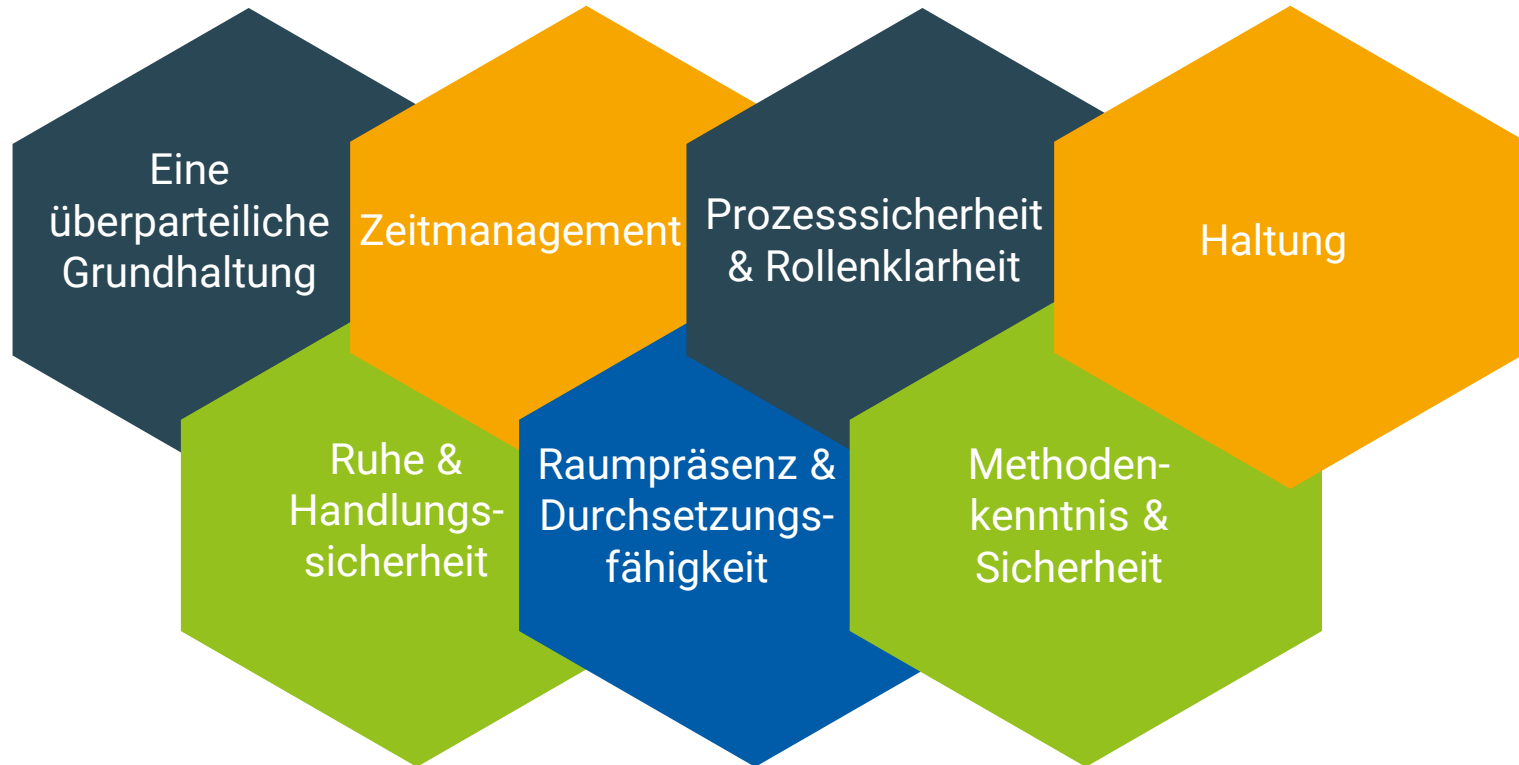 Eine
überparteiliche
Grundhaltung
Zeitmanagement
Prozesssicherheit
& Rollenklarheit
Haltung
Ruhe &
Handlungs-
sicherheit
Raumpräsenz &
Durchsetzungs-
fähigkeit
Methoden-
kenntnis &
Sicherheit